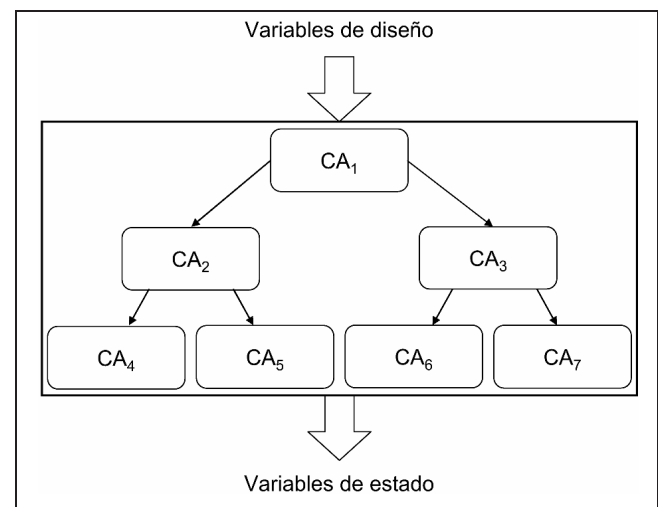 Variables de diseño
CA₁
CA₂ CA₃
CA₄ CA₅ CA₆ CA₇
Variables de estado